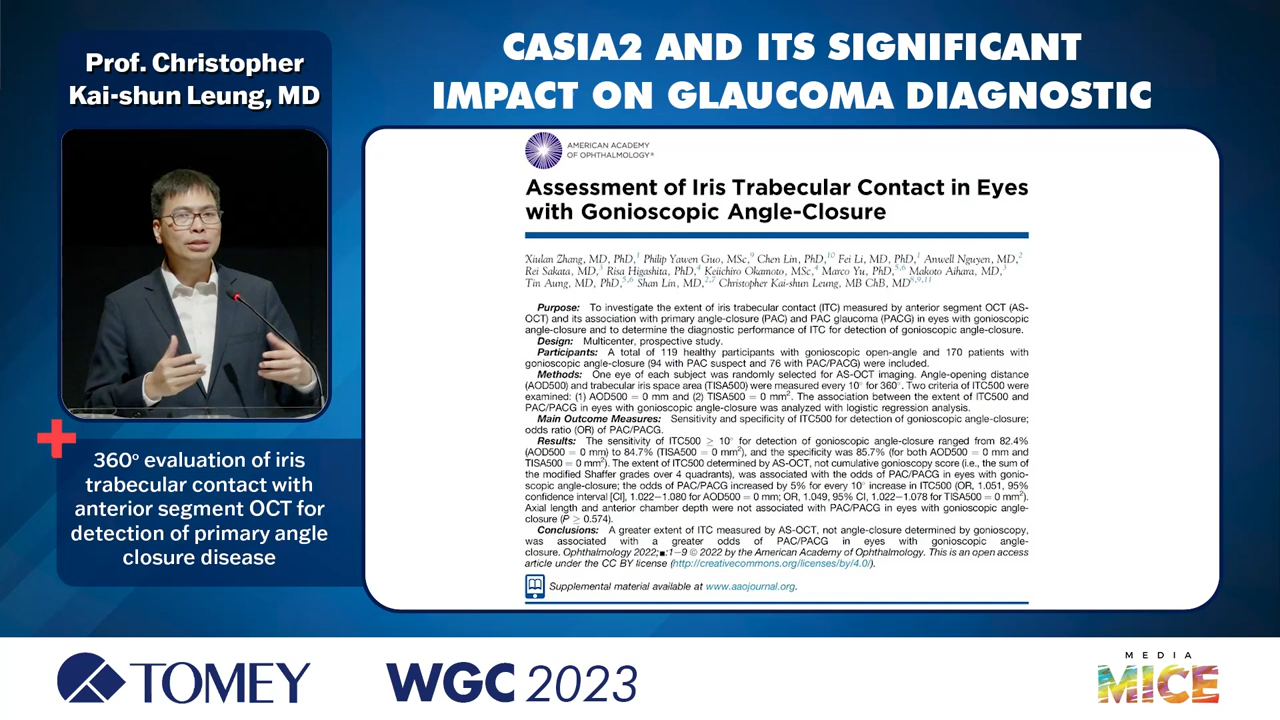 Prof. Christopher
Kai-shun Leung, MD
CASIA2 AND ITS SIGNIFICANT
IMPACT ON GLAUCOMA DIAGNOSTIC
360° evaluation of iris
trabecular contact with
anterior segment OCT for
detection of primary angle
closure disease
AMERICAN ACADEMY
OF OPHTHALMOLOGY®
Assessment of Iris Trabecular Contact in Eyes
with Gonioscopic Angle-Closure
Xiulan Zhang, MD, PhD,1 Philip Yawen Guo, MSc,9 Chen Lin, PhD,10 Fei Li, MD, PhD,1 Anwell Nguyen, MD,2
Rei Sakata, MD,3 Risa Higashita, PhD,4 Keiichiro Okamoto, MSc,4 Marco Yu, PhD,5,6 Makoto Aihara, MD,3
Tin Aung, MD, PhD,5,6 Shan Lin, MD,2,7 Christopher Kai-shun Leung, MB ChB, MD8,9,11
Purpose: To investigate the extent of iris trabecular contact (ITC) measured by anterior segment OCT (AS-
OCT) and its association with primary angle-closure (PAC) and PAC glaucoma (PACG) in eyes with gonioscopic
angle-closure and to determine the diagnostic performance of ITC for detection of gonioscopic angle-closure.
Design: Multicenter, prospective study.
Participants: A total of 119 healthy participants with gonioscopic open-angle and 170 patients with
gonioscopic angle-closure (94 with PAC suspect and 76 with PAC/PACG) were included.
Methods: One eye of each subject was randomly selected for AS-OCT imaging. Angle-opening distance
(AOD500) and trabecular iris space area (TISA500) were measured every 10° for 360°. Two criteria of ITC500 were
examined: (1) AOD500 = 0 mm and (2) TISA500 = 0 mm². The association between the extent of ITC500 and
PAC/PACG in eyes with gonioscopic angle-closure was analyzed with logistic regression analysis.
Main Outcome Measures: Sensitivity and specificity of ITC500 for detection of gonioscopic angle-closure;
odds ratio (OR) of PAC/PACG.
Results: The sensitivity of ITC500 ≥ 10° for detection of gonioscopic angle-closure ranged from 82.4%
(AOD500 = 0 mm) to 84.7% (TISA500 = 0 mm²), and the specificity was 85.7% (for both AOD500 = 0 mm and
TISA500 = 0 mm²). The extent of ITC500 determined by AS-OCT, not cumulative gonioscopy score (i.e., the sum of
the modified Shaffer grades over 4 quadrants), was associated with the odds of PAC/PACG in eyes with gonio-
scopic angle-closure; the odds of PAC/PACG increased by 5% for every 10° increase in ITC500 (OR, 1.051, 95%
confidence interval [CI], 1.022–1.080 for AOD500 = 0 mm; OR, 1.049, 95% CI, 1.022–1.078 for TISA500 = 0 mm²).
Axial length and anterior chamber depth were not associated with PAC/PACG in eyes with gonioscopic angle-
closure (P ≥ 0.574).
Conclusions: A greater extent of ITC measured by AS-OCT, not angle-closure determined by gonioscopy,
was associated with a greater odds of PAC/PACG in eyes with gonioscopic angle-
closure. Ophthalmology 2022;■:1–9 © 2022 by the American Academy of Ophthalmology. This is an open access
article under the CC BY license (http://creativecommons.org/licenses/by/4.0/).
Supplemental material available at www.aaojournal.org.
TOMEY
WGC 2023
MEDIA
MICE